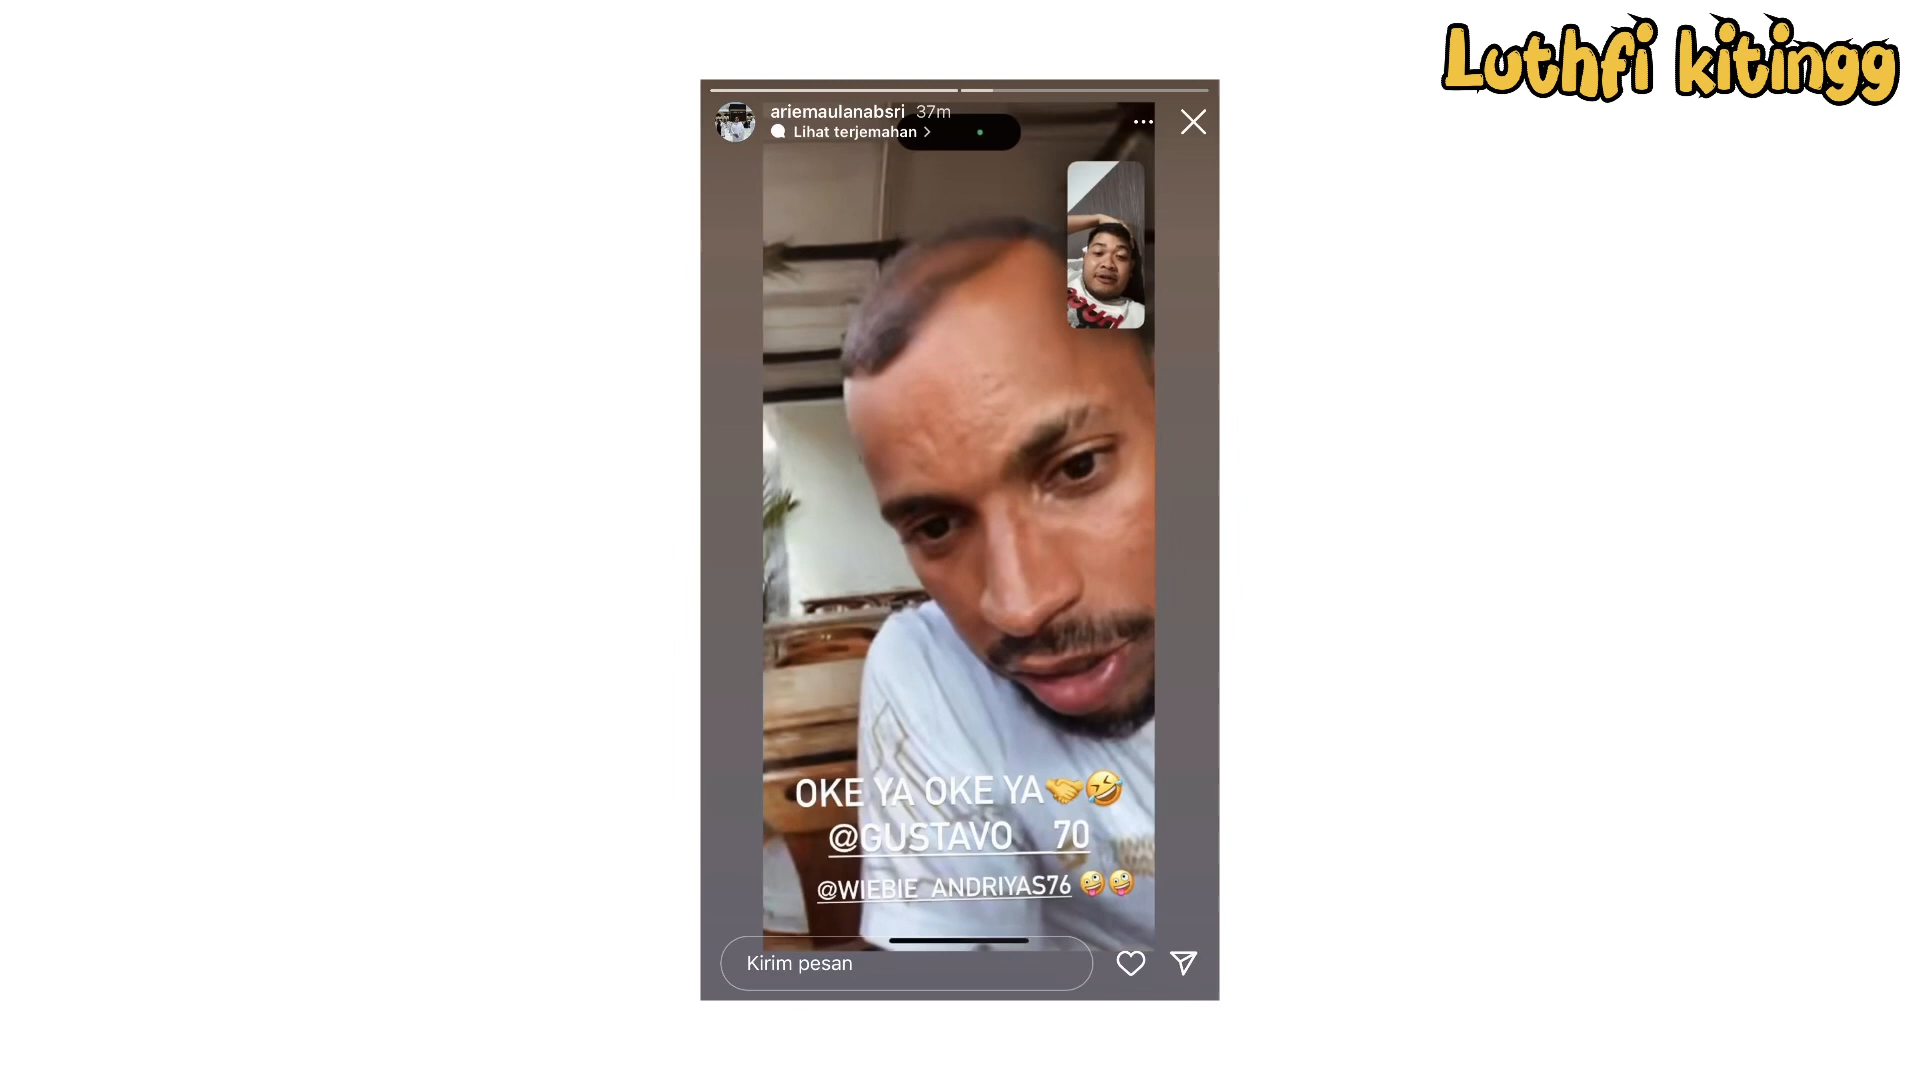 Luthfi kitingg
ariemaulanabsri 37m
Lihat terjemahan >
OKE YA OKE YA🤝🤣
@GUSTAVO__70
@WIEBIE_ANDRIYAS76 🤪🤪
Kirim pesan